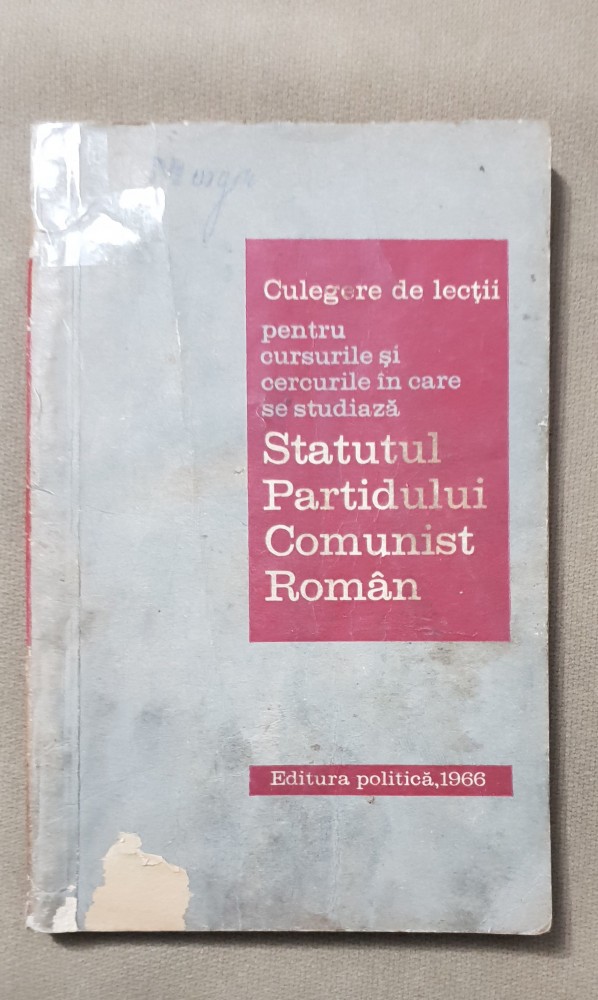 Culegere de lecții
pentru
cursurile și
cercurile în care
se studiază
Statutul
Partidului
Comunist
Român
Editura politică, 1966